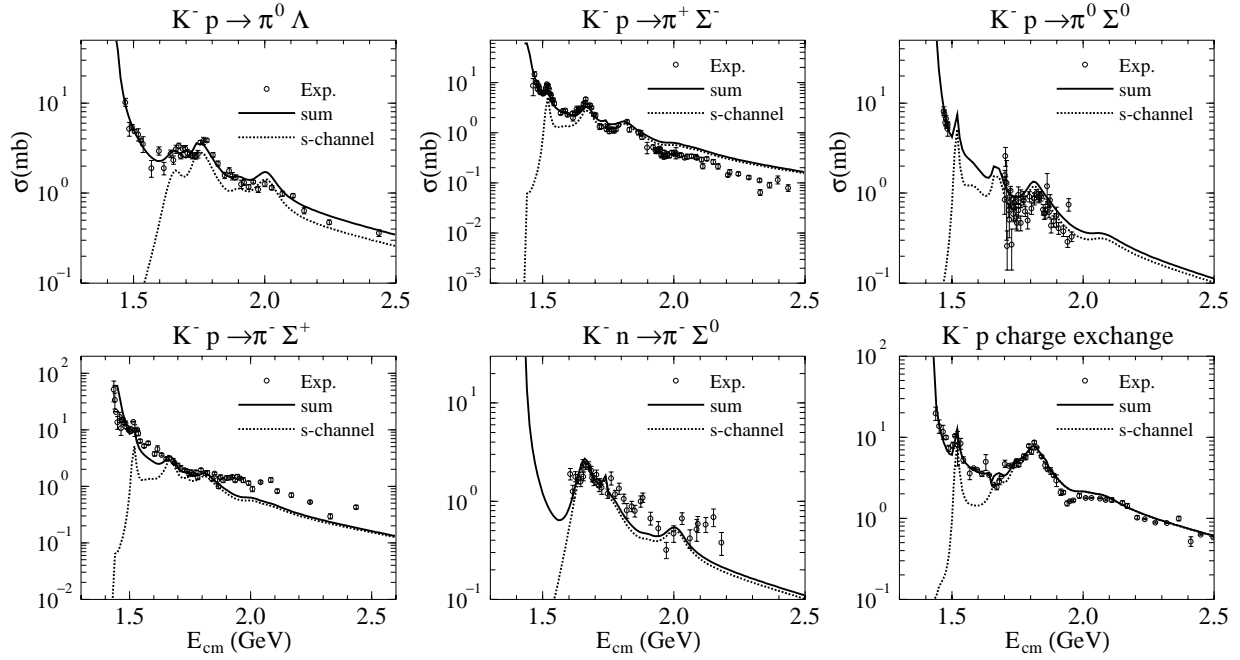 K⁻ p → π⁰ Λ
σ(mb)
10¹
10⁰
10⁻¹
Exp.
sum
s-channel
1.5 2.0 2.5
K⁻ p →π⁺ Σ⁻
σ(mb)
10²
10¹
10⁰
10⁻¹
10⁻²
10⁻³
Exp.
sum
s-channel
1.5 2.0 2.5
K⁻ p →π⁰ Σ⁰
σ(mb)
10¹
10⁰
10⁻¹
Exp.
sum
s-channel
1.5 2.0 2.5
K⁻ p →π⁻ Σ⁺
σ(mb)
10²
10¹
10⁰
10⁻¹
10⁻²
Exp.
sum
s-channel
1.5 2.0 2.5
E_cm (GeV)
K⁻ n →π⁻ Σ⁰
σ(mb)
10¹
10⁰
10⁻¹
Exp.
sum
s-channel
1.5 2.0 2.5
E_cm (GeV)
K⁻ p charge exchange
σ(mb)
10²
10¹
10⁰
10⁻¹
Exp.
sum
s-channel
1.5 2.0 2.5
E_cm (GeV)